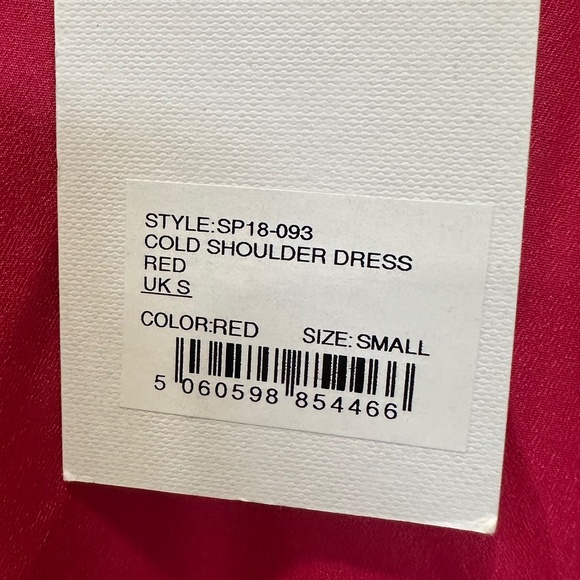 STYLE:SP18-093
COLD SHOULDER DRESS
RED
UK S
COLOR:RED SIZE: SMALL
5 060598 854466